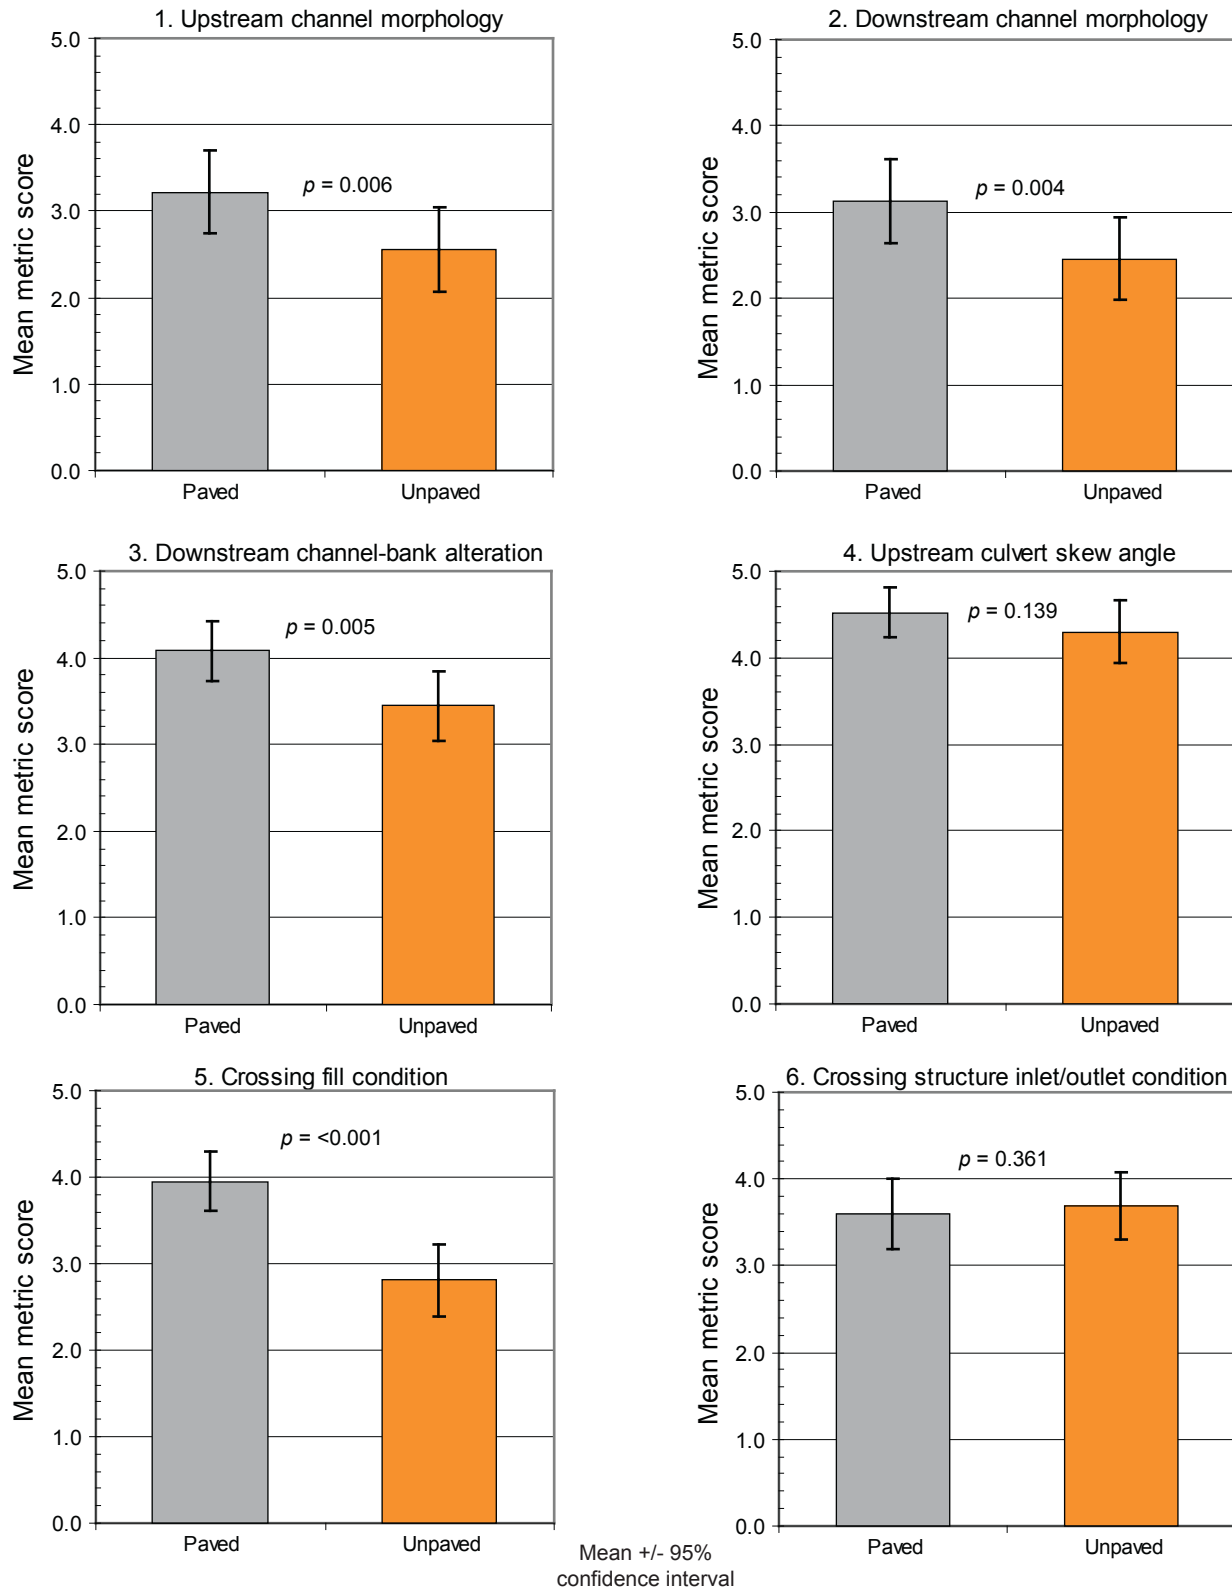 1. Upstream channel morphology
5.0
4.0
3.0
2.0
1.0
0.0
Mean metric score
p = 0.006
Paved
Unpaved
2. Downstream channel morphology
5.0
4.0
3.0
2.0
1.0
0.0
Mean metric score
p = 0.004
Paved
Unpaved
3. Downstream channel-bank alteration
5.0
4.0
3.0
2.0
1.0
0.0
Mean metric score
p = 0.005
Paved
Unpaved
4. Upstream culvert skew angle
5.0
4.0
3.0
2.0
1.0
0.0
Mean metric score
p = 0.139
Paved
Unpaved
5. Crossing fill condition
5.0
4.0
3.0
2.0
1.0
0.0
Mean metric score
p = <0.001
Paved
Unpaved
6. Crossing structure inlet/outlet condition
5.0
4.0
3.0
2.0
1.0
0.0
Mean metric score
p = 0.361
Paved
Unpaved
Mean +/- 95%
confidence interval